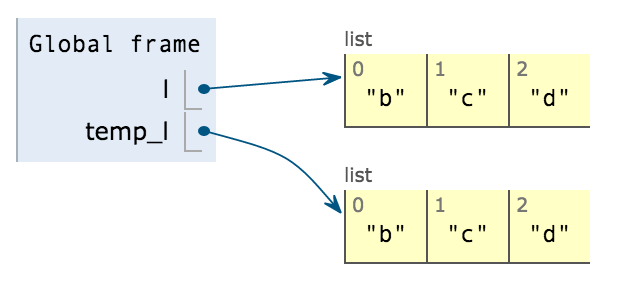 Global frame
l
temp_l
list
0 1 2
"b" "c" "d"
list
0 1 2
"b" "c" "d"